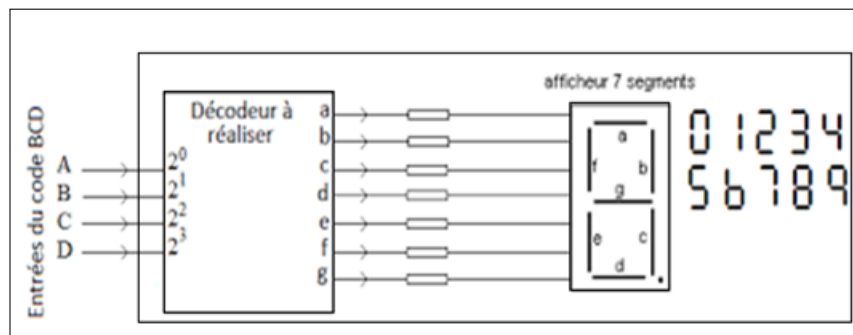 afficheur 7 segments
Décodeur à
réaliser
Entrées du code BCD
A
B
C
D
2⁰
2¹
2²
2³
a
b
c
d
e
f
g
a
f
b
g
e
c
d
01234
56789